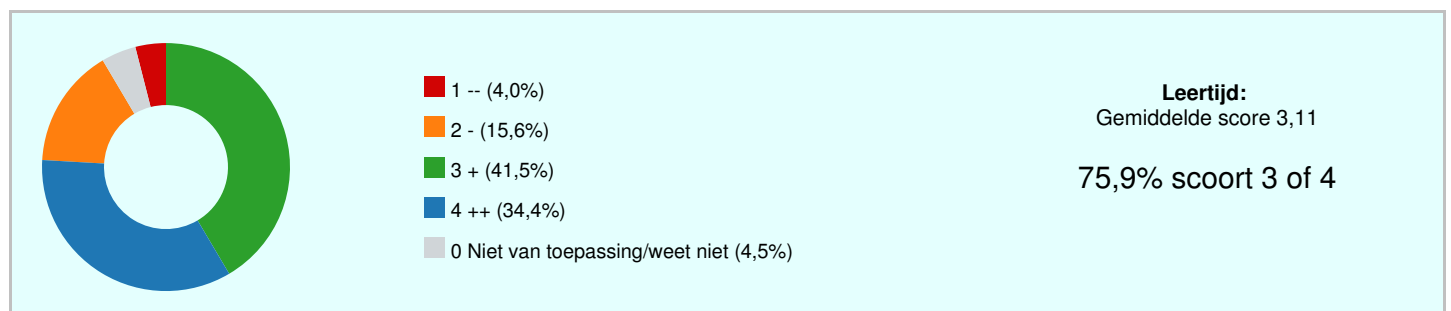 1 -- (4,0%)
2 - (15,6%)
3 + (41,5%)
4 ++ (34,4%)
0 Niet van toepassing/weet niet (4,5%)
Leertijd:
Gemiddelde score 3,11
75,9% scoort 3 of 4